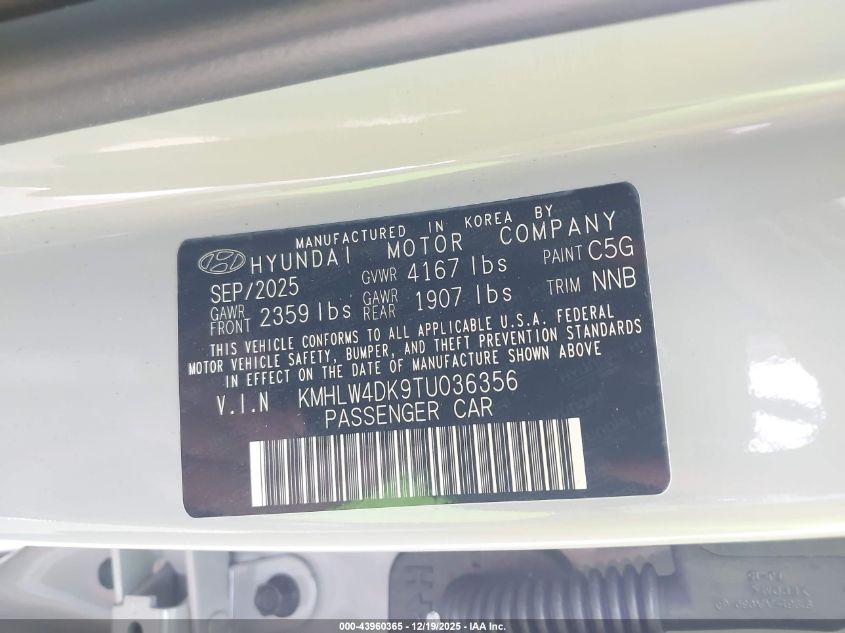 MANUFACTURED IN KOREA BY
HYUNDAI MOTOR COMPANY
SEP/2025 GVWR 4167 lbs PAINT C5G
GAWR FRONT 2359 lbs GAWR REAR 1907 lbs TRIM NNB
THIS VEHICLE CONFORMS TO ALL APPLICABLE U.S.A. FEDERAL
MOTOR VEHICLE SAFETY, BUMPER, AND THEFT PREVENTION STANDARDS
IN EFFECT ON THE DATE OF MANUFACTURE SHOWN ABOVE
V.I.N KMHLW4DK9TU036356
PASSENGER CAR
000-43960365 - 12/19/2025 - IAA Inc.